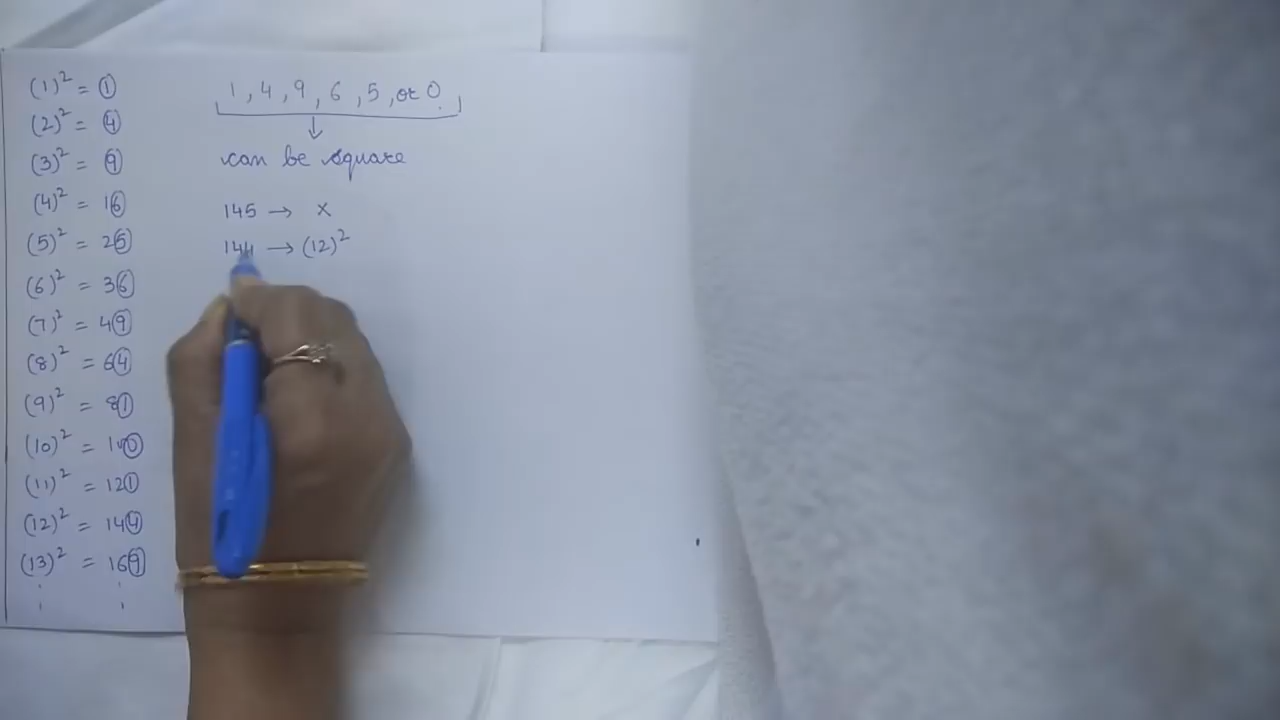 (1)² = 1
(2)² = 4
(3)² = 9
(4)² = 16
(5)² = 25
(6)² = 36
(7)² = 49
(8)² = 64
(9)² = 81
(10)² = 100
(11)² = 121
(12)² = 144
(13)² = 169
1, 4, 9, 6, 5, or 0
can be square
145 → ×
144 → (12)²